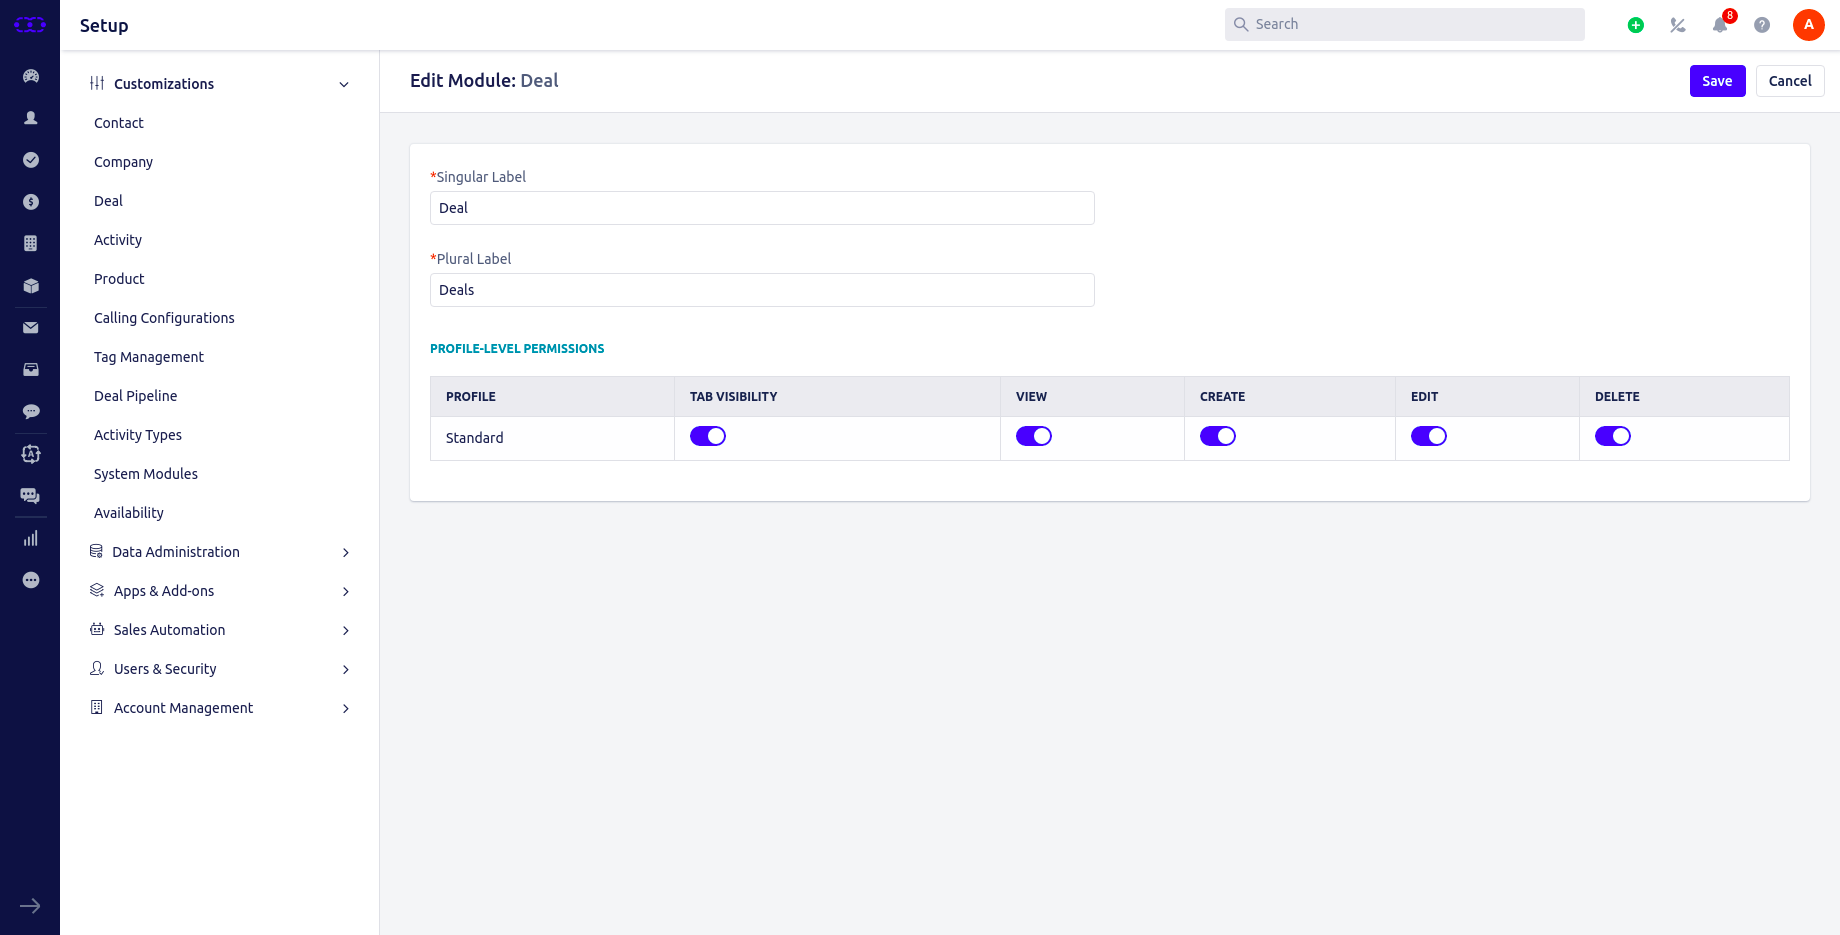 Setup
Search
8
A
Customizations
Contact
Company
Deal
Activity
Product
Calling Configurations
Tag Management
Deal Pipeline
Activity Types
System Modules
Availability
Data Administration
Apps & Add-ons
Sales Automation
Users & Security
Account Management
Edit Module: Deal
Save
Cancel
*Singular Label
Deal
*Plural Label
Deals
PROFILE-LEVEL PERMISSIONS
PROFILE TAB VISIBILITY VIEW CREATE EDIT DELETE
Standard